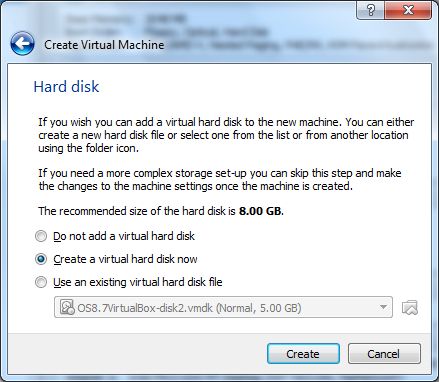 Create Virtual Machine
Hard disk
If you wish you can add a virtual hard disk to the new machine. You can either
create a new hard disk file or select one from the list or from another location
using the folder icon.
If you need a more complex storage set-up you can skip this step and make
the changes to the machine settings once the machine is created.
The recommended size of the hard disk is 8.00 GB.
Do not add a virtual hard disk
Create a virtual hard disk now
Use an existing virtual hard disk file
OS8.7VirtualBox-disk2.vmdk (Normal, 5.00 GB)
Create
Cancel